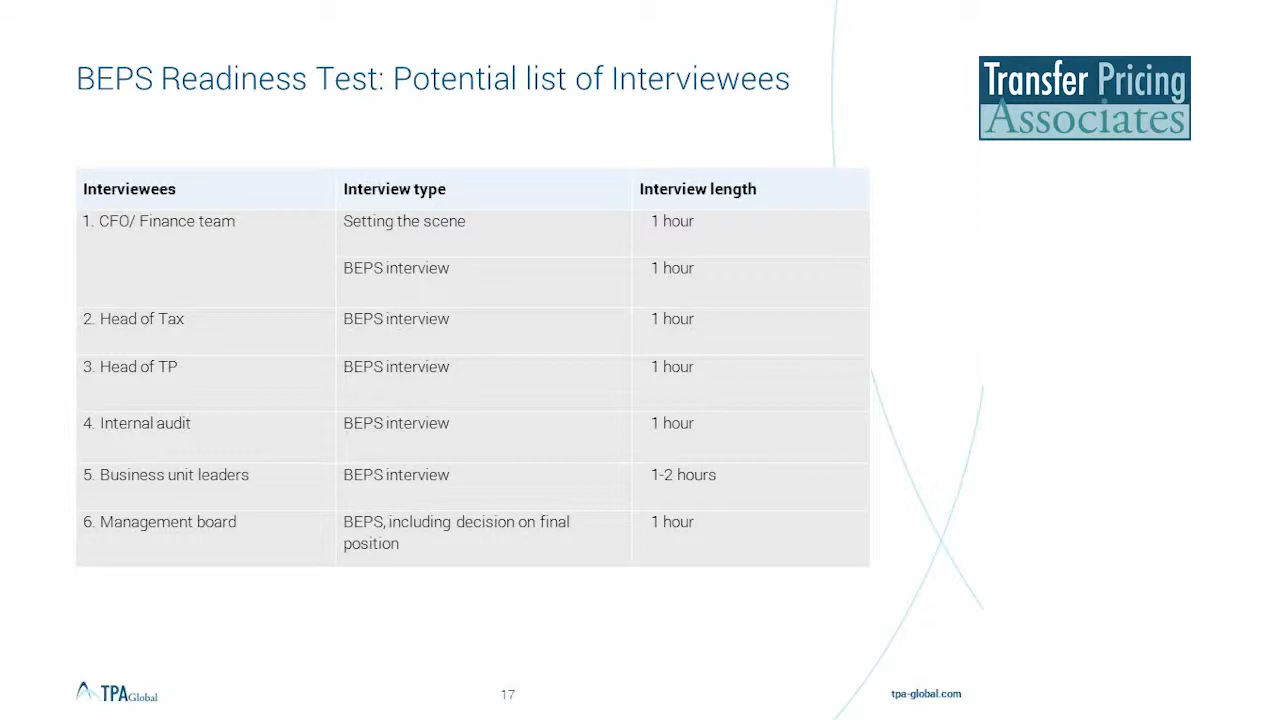 BEPS Readiness Test: Potential list of Interviewees
Transfer Pricing
Associates
Interviewees Interview type Interview length
1. CFO/ Finance team Setting the scene 1 hour
BEPS interview 1 hour
2. Head of Tax BEPS interview 1 hour
3. Head of TP BEPS interview 1 hour
4. Internal audit BEPS interview 1 hour
5. Business unit leaders BEPS interview 1-2 hours
6. Management board BEPS, including decision on final 1 hour
position
TPA Global 17 tpa-global.com